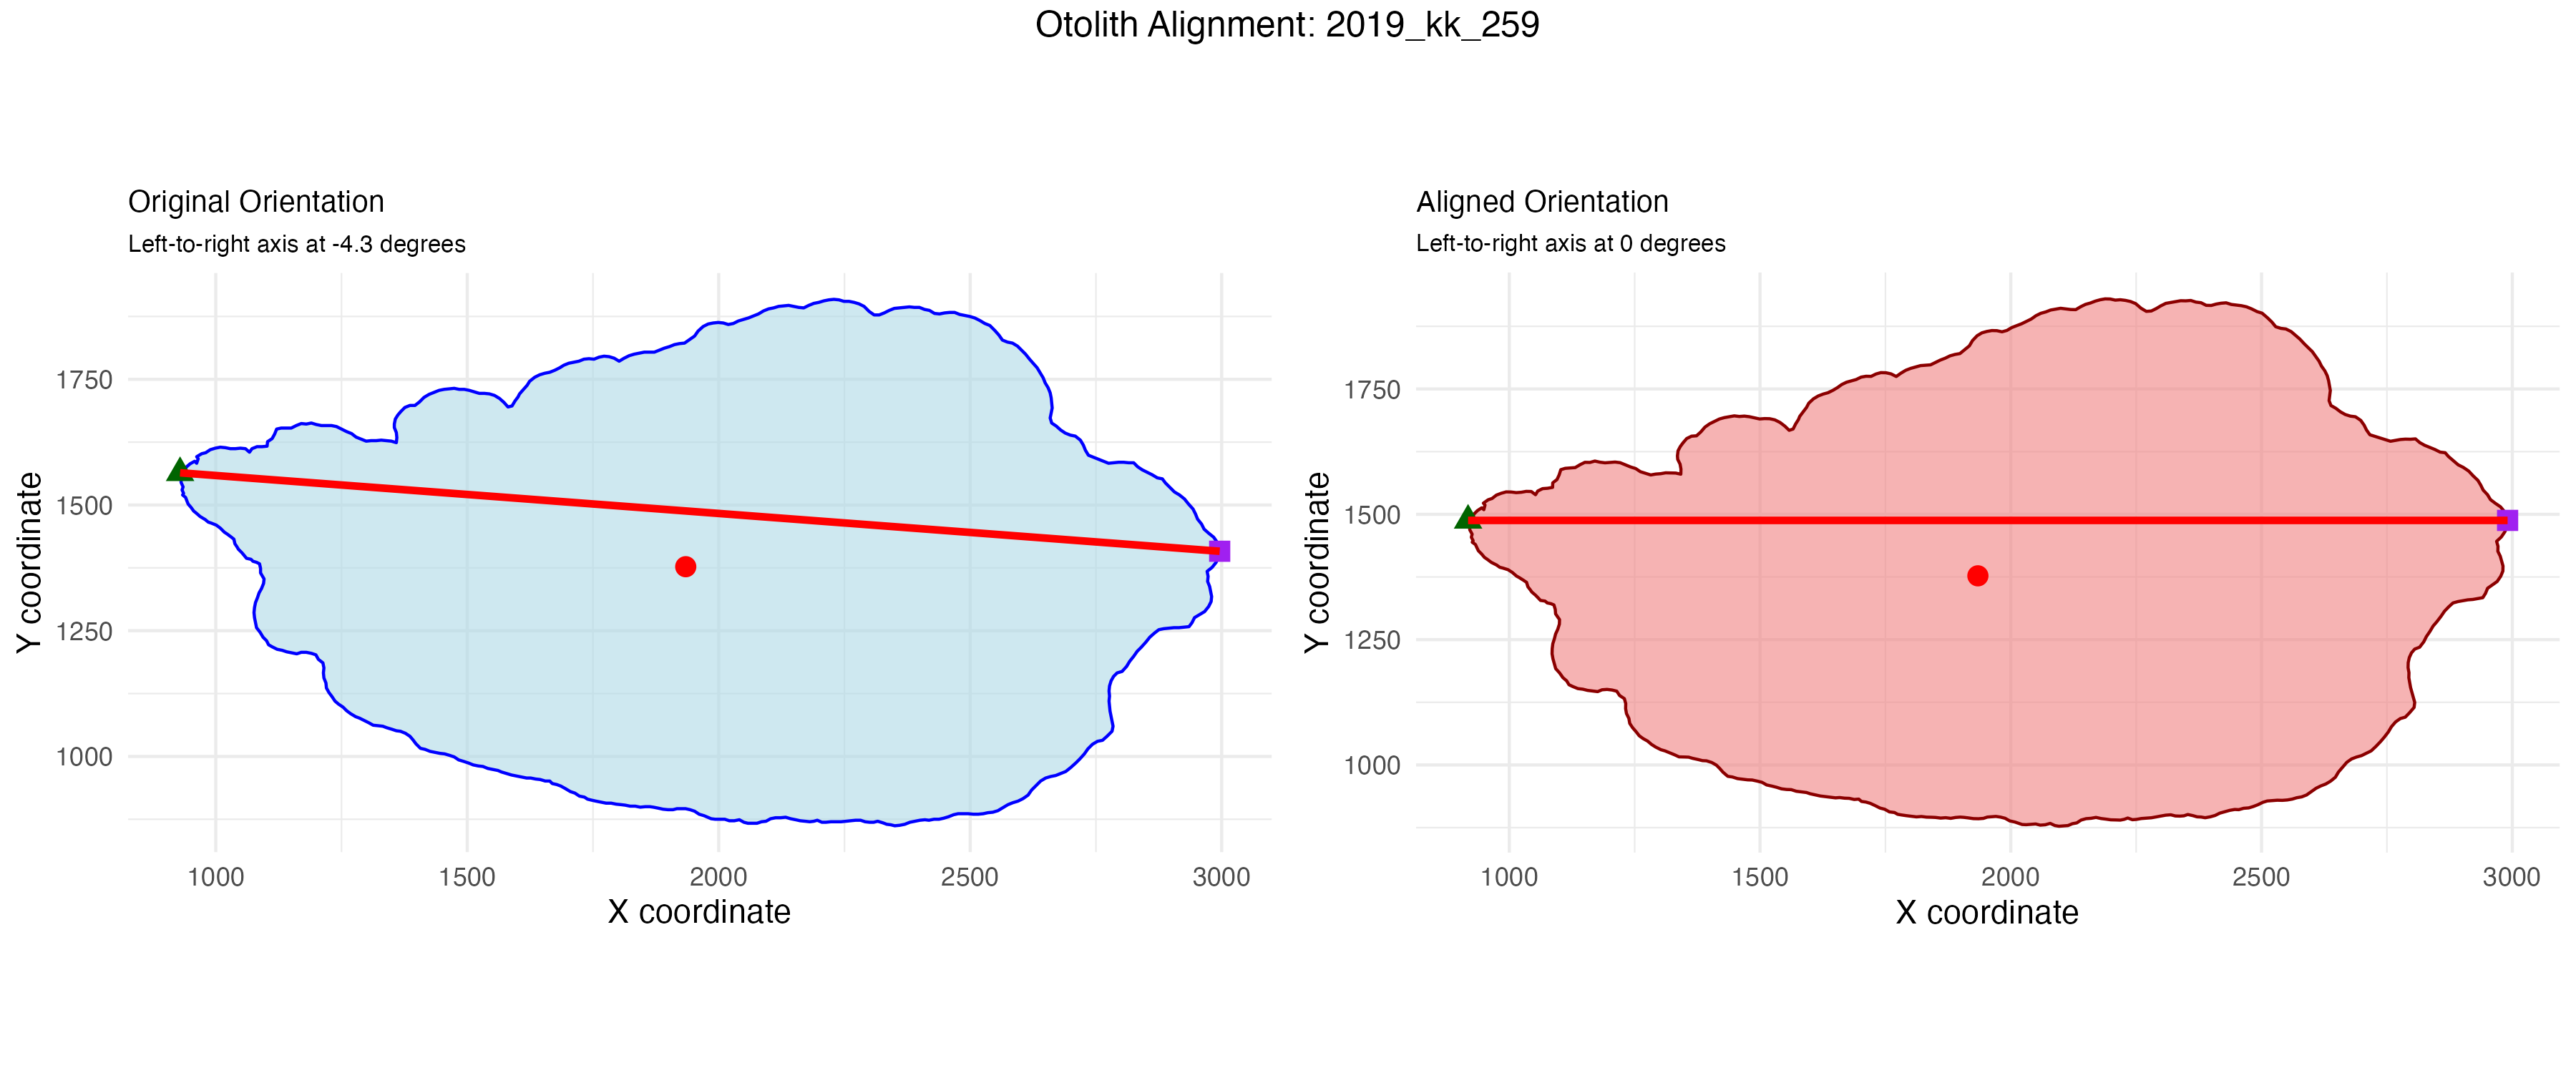 Otolith Alignment: 2019_kk_259
Original Orientation
Left-to-right axis at -4.3 degrees
1750
1500
1250
1000
Y coordinate
1000 1500 2000 2500 3000
X coordinate
Aligned Orientation
Left-to-right axis at 0 degrees
1750
1500
1250
1000
Y coordinate
1000 1500 2000 2500 3000
X coordinate